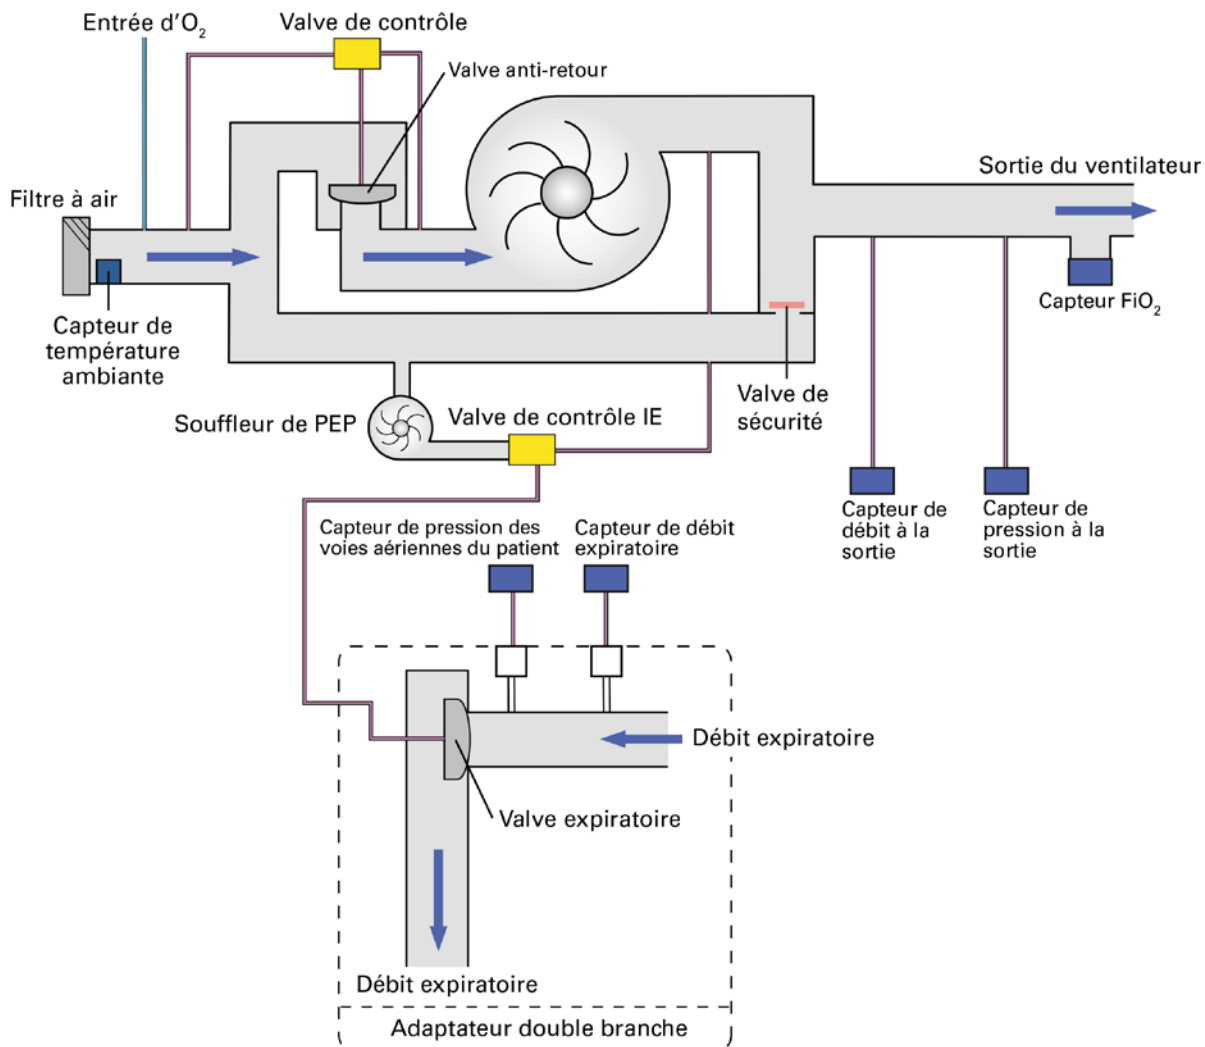 Entrée d’O₂
Valve de contrôle
Valve anti-retour
Sortie du ventilateur
Filtre à air
Capteur FiO₂
Capteur de
température
ambiante
Valve de
sécurité
Souffleur de PEP
Valve de contrôle IE
Capteur de
débit à la
sortie
Capteur de
pression à la
sortie
Capteur de pression des
voies aériennes du patient
Capteur de débit
expiratoire
Débit expiratoire
Valve expiratoire
Débit expiratoire
Adaptateur double branche